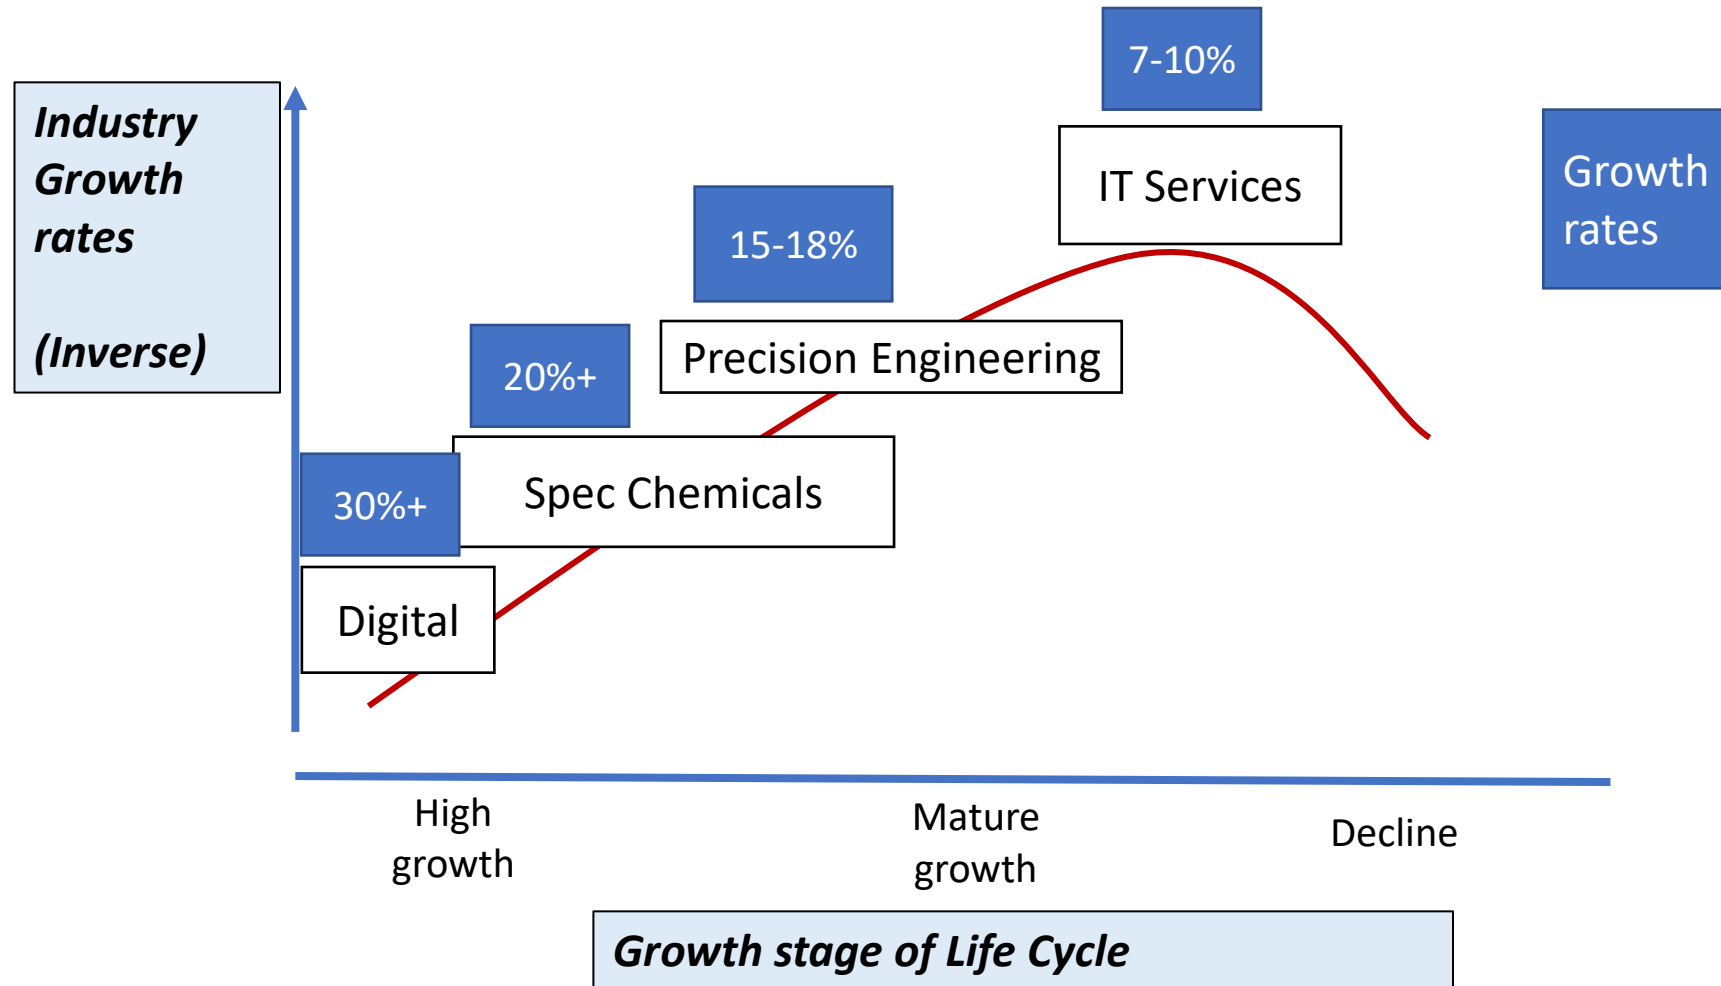 7-10%
Industry
Growth
rates
(Inverse)
IT Services
Growth
rates
15-18%
Precision Engineering
20%+
Spec Chemicals
30%+
Digital
High
growth
Mature
growth
Decline
Growth stage of Life Cycle